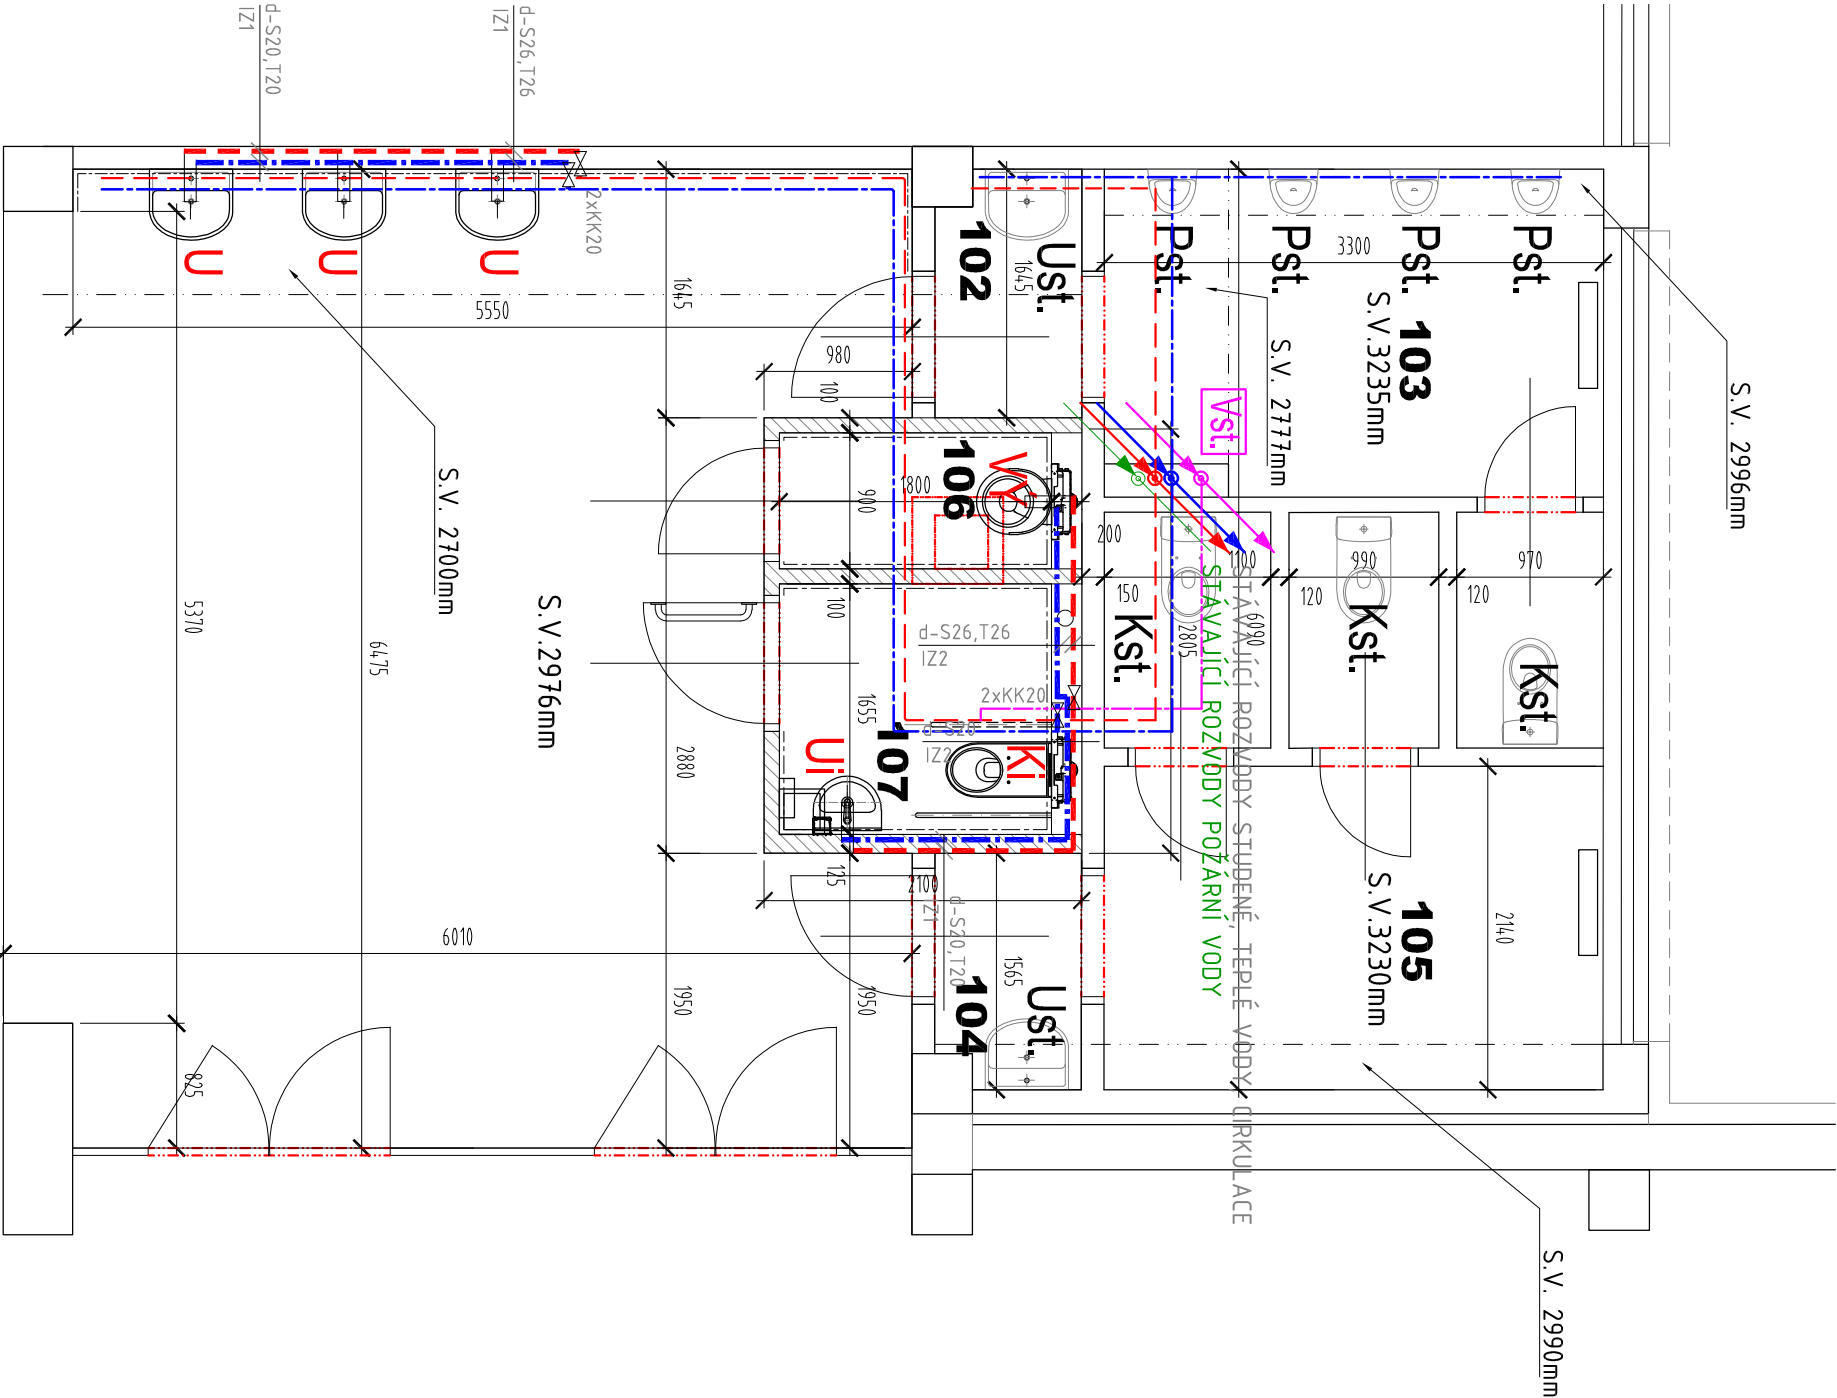 d-S20,T20
IZ1
d-S26,T26
IZ1
2xKK20
U
U
U
102
Ust.
1645
Pst.
Pst.
Pst.
Pst.
3300
103
S.V.3235mm
S.V. 2777mm
S.V. 2996mm
5550
1645
980
100
S.V. 2700mm
Vst.
106
VY
1800
900
200
100
150
1100
990
970
120
120
6090
2805
Kst.
Kst.
Kst.
STÁVAJÍCÍ ROZVODY STUDENÉ, TEPLÉ VODY CIRKULACE
STÁVAJÍCÍ ROZVODY POŽÁRNÍ VODY
d-S26,T26
IZ2
2xKK20
d-S20
IZ2
5370
6475
S.V.2976mm
1655
2880
Ui
107
Ki.
125
2100
d-S20,T20
IZ1
6010
1950
1950
1565
104
Ust.
105
S.V.3230mm
2140
825
S.V. 2990mm